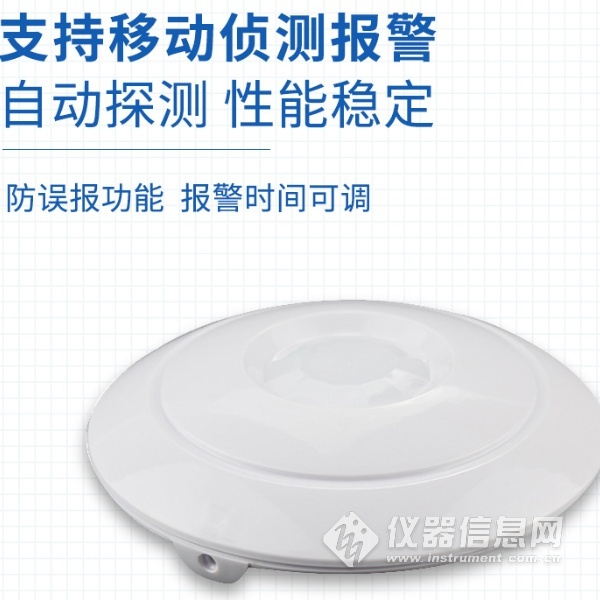 支持移动侦测报警
自动探测 性能稳定
防误报功能 报警时间可调
仪器信息网
www.instrument.com.cn